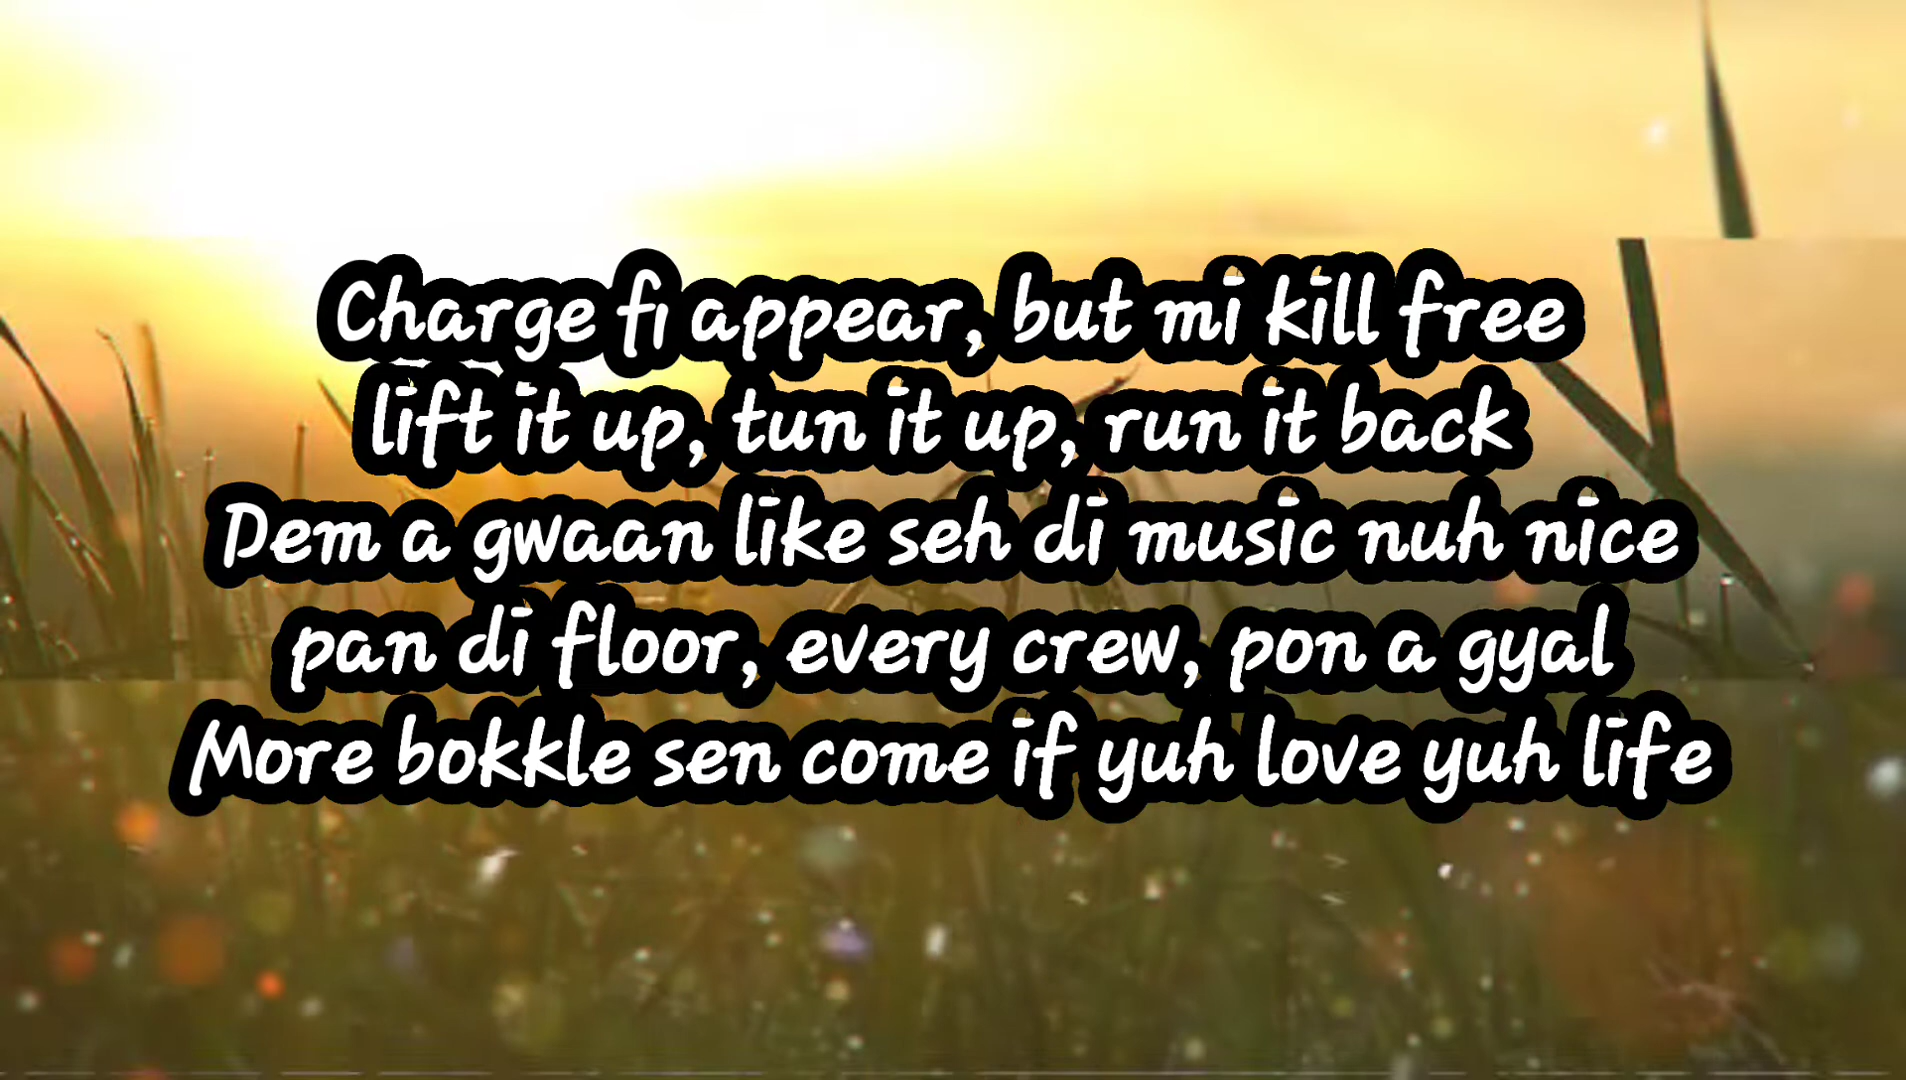 Charge fi appear, but mi kill free
lift it up, tun it up, run it back
Dem a gwaan like seh di music nuh nice
pan di floor, every crew, pon a gyal
More bokkle sen come if yuh love yuh life